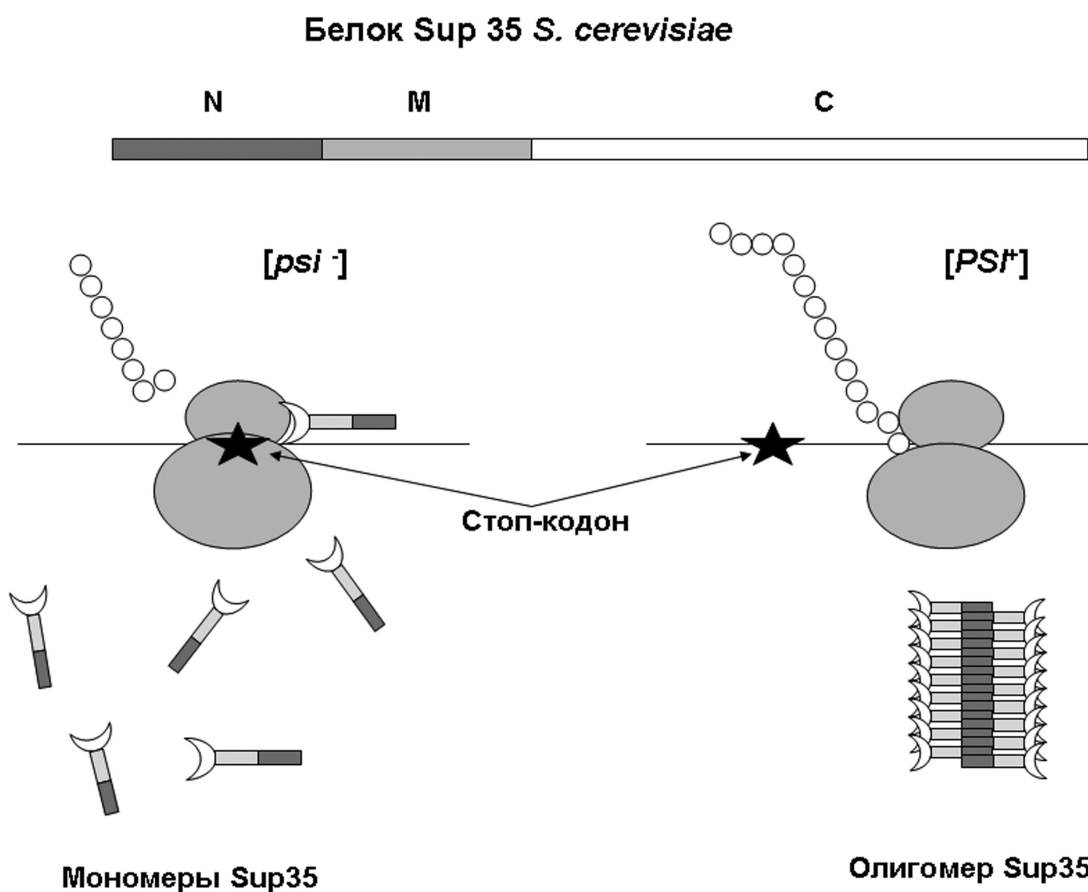 Белок Sup 35 S. cerevisiae
N M C
[psi -] [PSI+]
Стоп-кодон
Мономеры Sup35 Олигомер Sup35